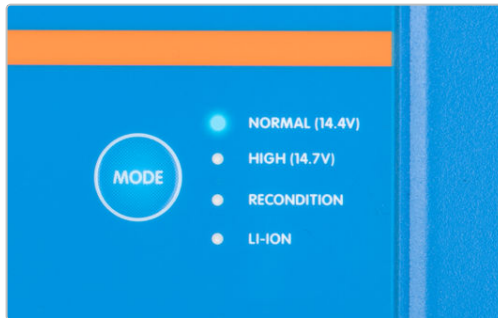 NORMAL (14.4V)
HIGH (14.7V)
MODE
RECONDITION
LI-ION